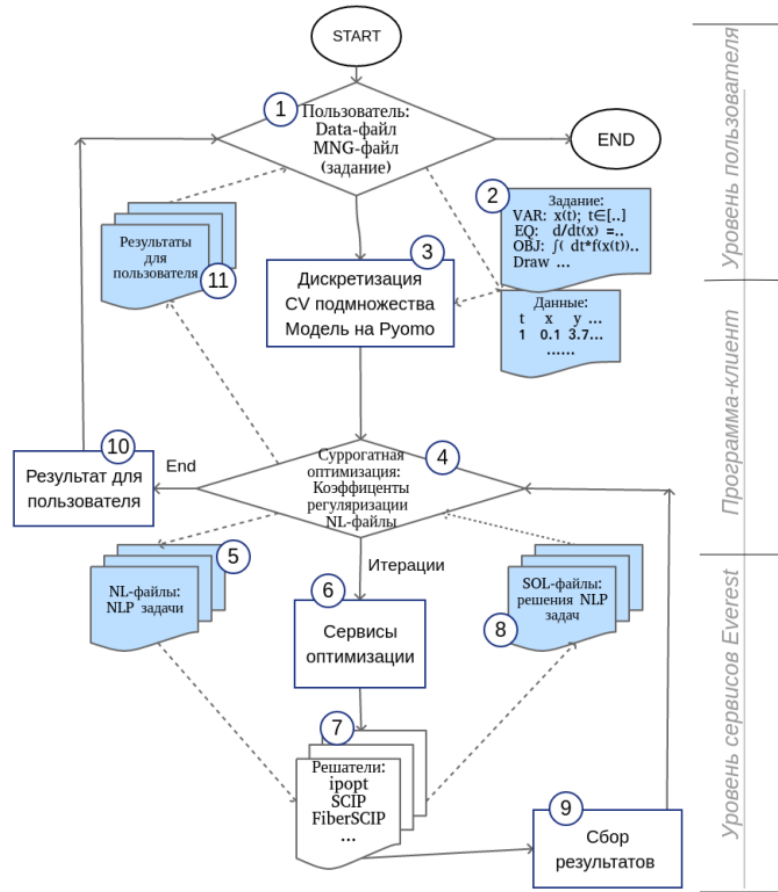 START
1
Пользователь:
Data-файл
MNG-файл
(задание)
END
2
Задание:
VAR: x(t); t∈[..]
EQ: d/dt(x) =..
OBJ: ∫( dt*f(x(t))..
Draw ...
Данные:
t x y ...
1 0.1 3.7...
......
Результаты
для
пользователя
11
3
Дискретизация
CV подмножества
Модель на Pyomo
4
Суррогатная
оптимизация:
Коэффиценты
регуляризации
NL-файлы
End
10
Результат для
пользователя
5
NL-файлы:
NLP задачи
Итерации
6
Сервисы
оптимизации
SOL-файлы:
решения NLP
задач
8
7
Решатели:
ipopt
SCIP
FiberSCIP
...
9
Сбор
результатов
Уровень пользователя
Программа-клиент
Уровень сервисов Everest